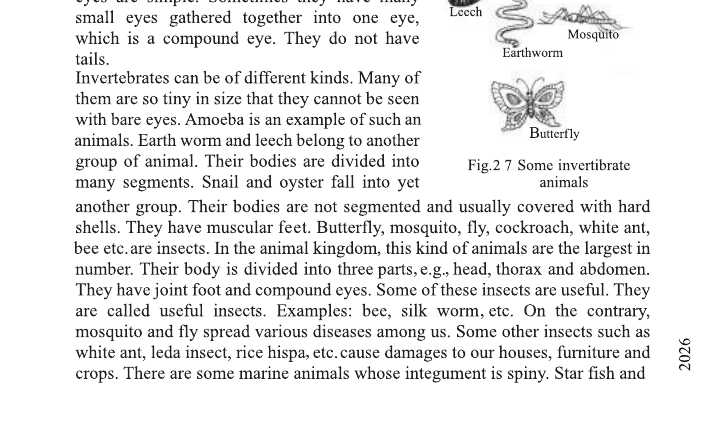 eyes are simple. Sometimes they have many
small eyes gathered together into one eye,
which is a compound eye. They do not have
tails.
Invertebrates can be of different kinds. Many of
them are so tiny in size that they cannot be seen
with bare eyes. Amoeba is an example of such an
animals. Earth worm and leech belong to another
group of animal. Their bodies are divided into
many segments. Snail and oyster fall into yet
Leech
Mosquito
Earthworm
Butterfly
Fig.2 7 Some invertibrate
animals
another group. Their bodies are not segmented and usually covered with hard
shells. They have muscular feet. Butterfly, mosquito, fly, cockroach, white ant,
bee etc. are insects. In the animal kingdom, this kind of animals are the largest in
number. Their body is divided into three parts, e.g., head, thorax and abdomen.
They have joint foot and compound eyes. Some of these insects are useful. They
are called useful insects. Examples: bee, silk worm, etc. On the contrary,
mosquito and fly spread various diseases among us. Some other insects such as
white ant, leda insect, rice hispa, etc. cause damages to our houses, furniture and
crops. There are some marine animals whose integument is spiny. Star fish and
2026